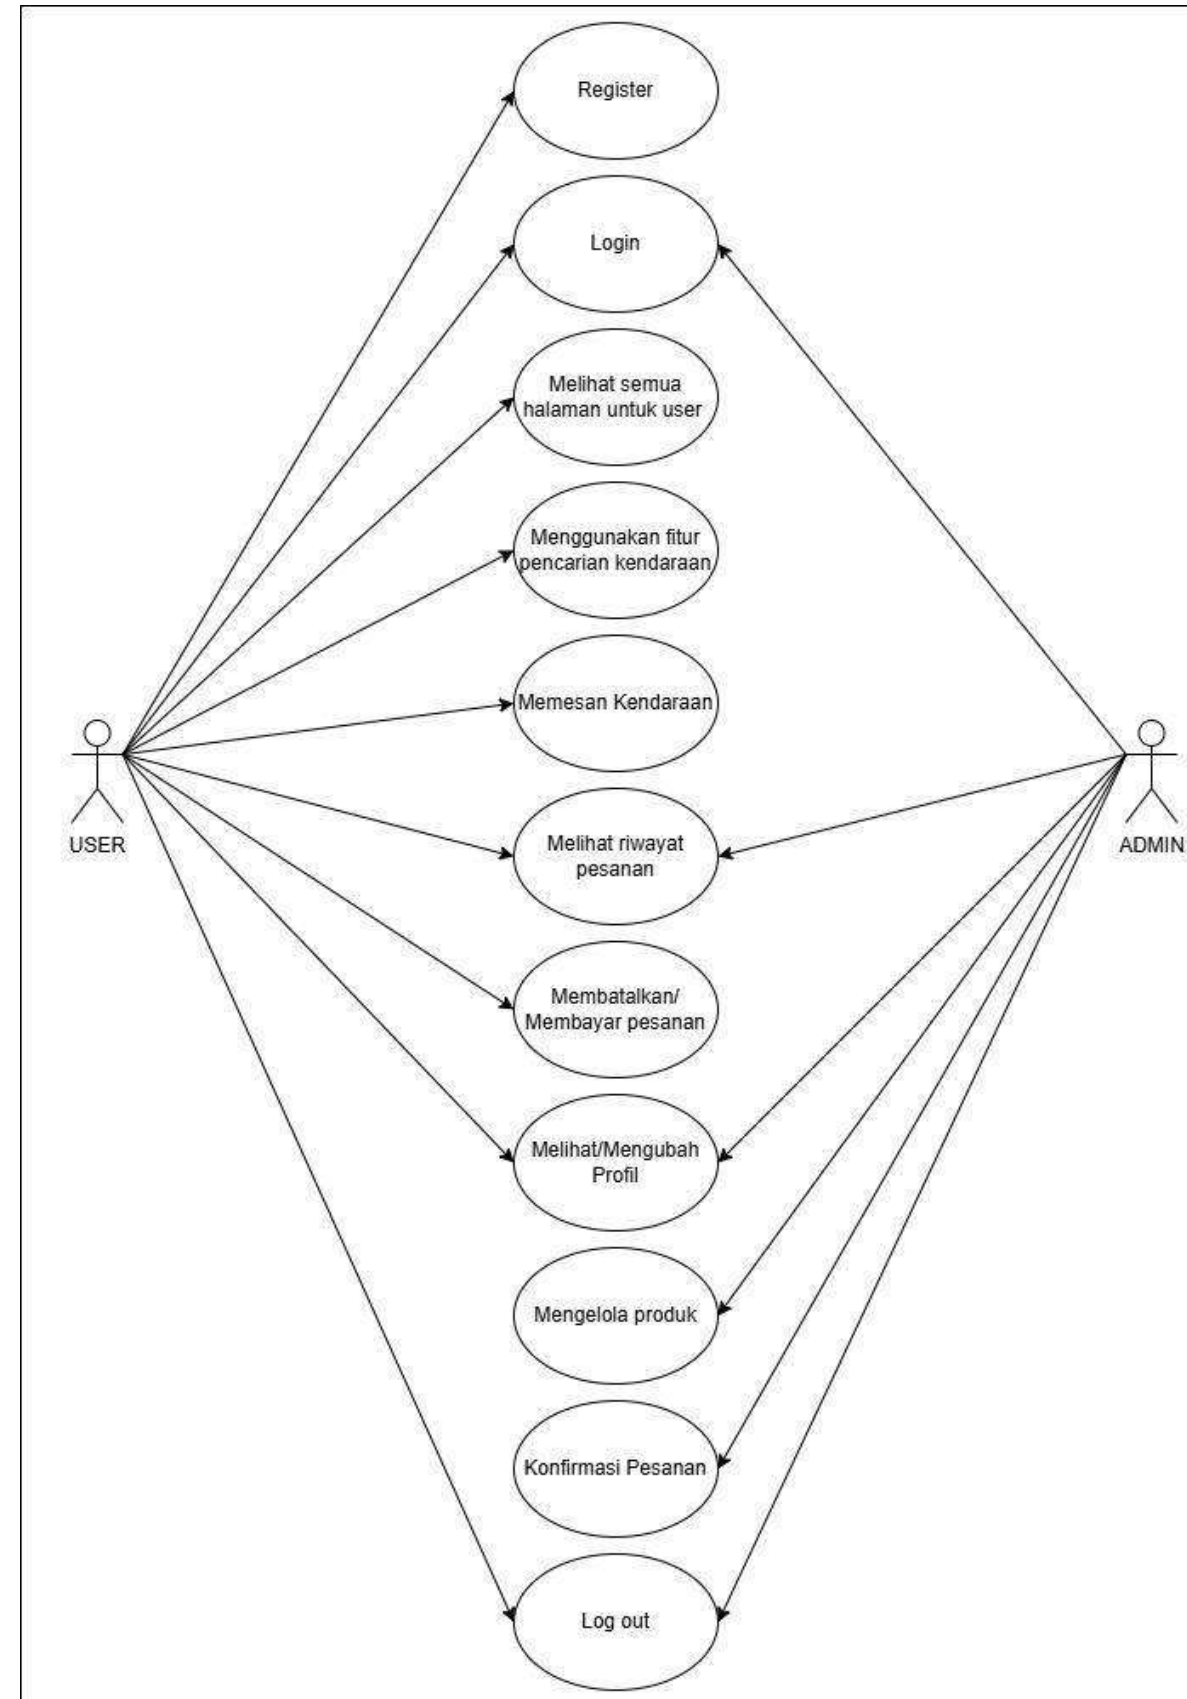 Register
Login
Melihat semua
halaman untuk user
Menggunakan fitur
pencarian kendaraan
Memesan Kendaraan
USER
ADMIN
Melihat riwayat
pesanan
Membatalkan/
Membayar pesanan
Melihat/Mengubah
Profil
Mengelola produk
Konfirmasi Pesanan
Log out